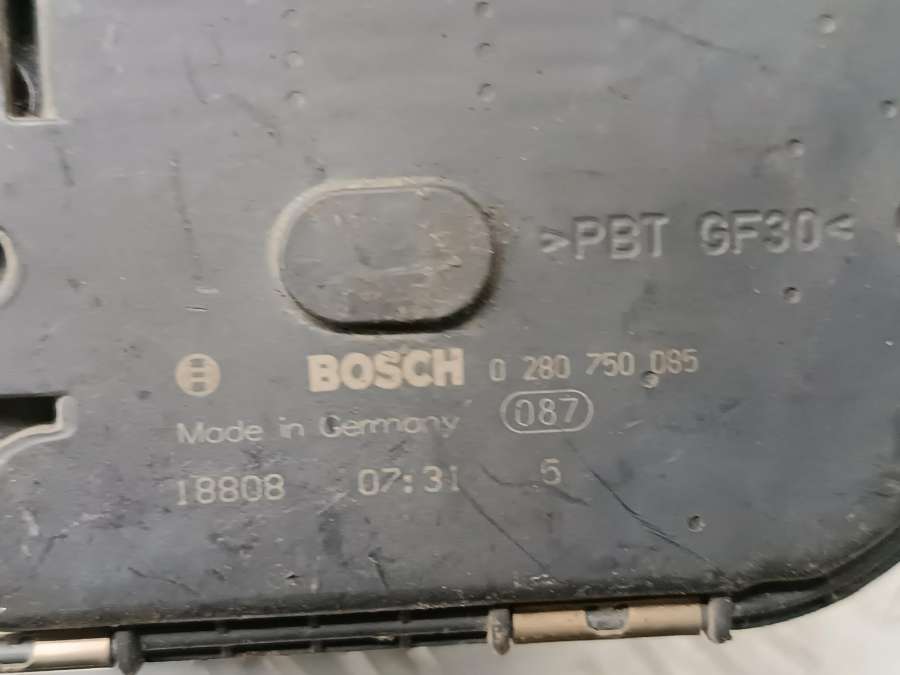 >PBT GF30<
BOSCH 0 280 750 085
Made in Germany 087
18808 07:31 5